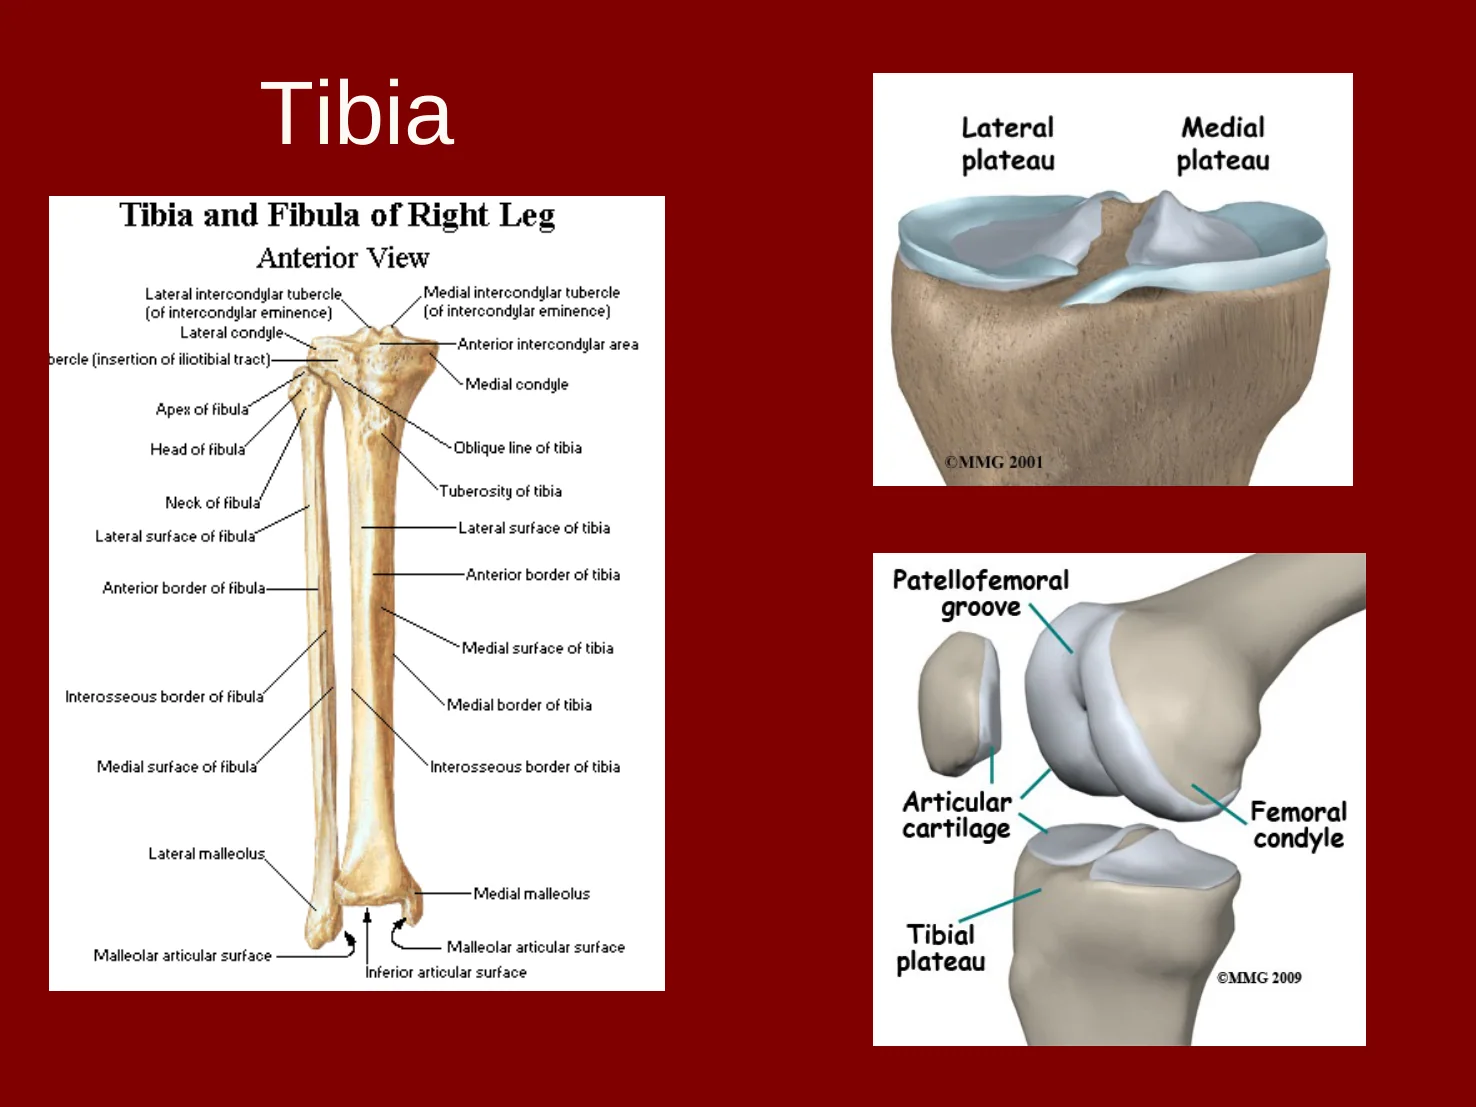 Tibia
Tibia and Fibula of Right Leg
Anterior View
Lateral intercondylar tubercle
(of intercondylar eminence)
Medial intercondylar tubercle
(of intercondylar eminence)
Lateral condyle
Anterior intercondylar area
bercle (insertion of iliotibial tract)
Medial condyle
Apex of fibula
Head of fibula
Oblique line of tibia
Tuberosity of tibia
Neck of fibula
Lateral surface of tibia
Lateral surface of fibula
Anterior border of tibia
Anterior border of fibula
Medial surface of tibia
Interosseous border of fibula
Medial border of tibia
Medial surface of fibula
Interosseous border of tibia
Lateral malleolus
Medial malleolus
Malleolar articular surface
Malleolar articular surface
Inferior articular surface
Lateral
plateau
Medial
plateau
©MMG 2001
Patellofemoral
groove
Articular
cartilage
Femoral
condyle
Tibial
plateau
©MMG 2009